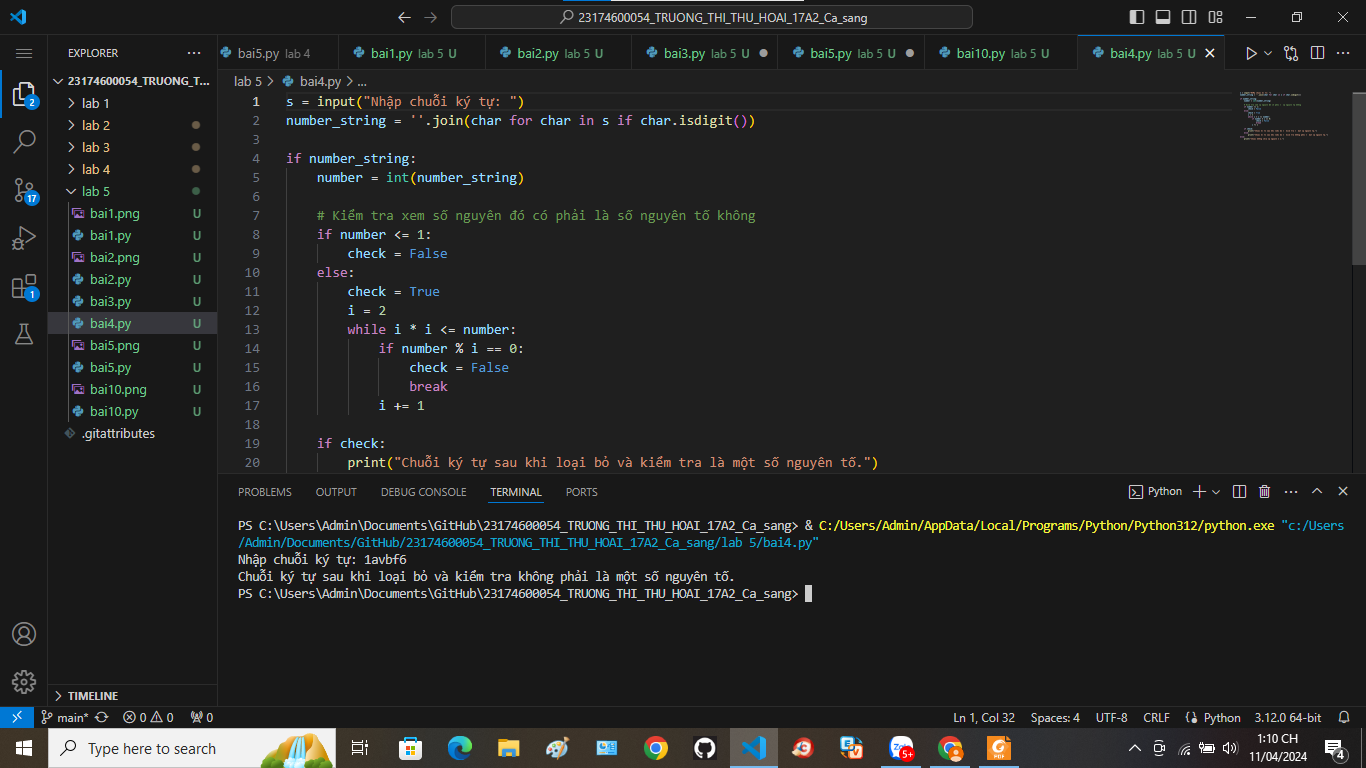 23174600054_TRUONG_THI_THU_HOAI_17A2_Ca_sang
EXPLORER
bai5.py lab 4
bai1.py lab 5 U
bai2.py lab 5 U
bai3.py lab 5 U
bai5.py lab 5 U
bai10.py lab 5 U
bai4.py lab 5 U
23174600054_TRUONG_T...
lab 1
lab 2
lab 3
lab 4
lab 5
bai1.png U
bai1.py U
bai2.png U
bai2.py U
bai3.py U
bai4.py U
bai5.png U
bai5.py U
bai10.png U
bai10.py U
.gitattributes
TIMELINE
2
17
1
lab 5 > bai4.py > ...
1 s = input("Nhập chuỗi ký tự: ")
2 number_string = ''.join(char for char in s if char.isdigit())
3
4 if number_string:
5 number = int(number_string)
6
7 # Kiểm tra xem số nguyên đó có phải là số nguyên tố không
8 if number <= 1:
9 check = False
10 else:
11 check = True
12 i = 2
13 while i * i <= number:
14 if number % i == 0:
15 check = False
16 break
17 i += 1
18
19 if check:
20 print("Chuỗi ký tự sau khi loại bỏ và kiểm tra là một số nguyên tố.")
PROBLEMS OUTPUT DEBUG CONSOLE TERMINAL PORTS
Python
PS C:\Users\Admin\Documents\GitHub\23174600054_TRUONG_THI_THU_HOAI_17A2_Ca_sang> & C:/Users/Admin/AppData/Local/Programs/Python/Python312/python.exe "c:/Users
/Admin/Documents/GitHub/23174600054_TRUONG_THI_THU_HOAI_17A2_Ca_sang/lab 5/bai4.py"
Nhập chuỗi ký tự: 1avbf6
Chuỗi ký tự sau khi loại bỏ và kiểm tra không phải là một số nguyên tố.
PS C:\Users\Admin\Documents\GitHub\23174600054_TRUONG_THI_THU_HOAI_17A2_Ca_sang>
main* 0 0 0
Ln 1, Col 32 Spaces: 4 UTF-8 CRLF Python 3.12.0 64-bit
Type here to search
5+
PDF
1:10 CH
11/04/2024
4